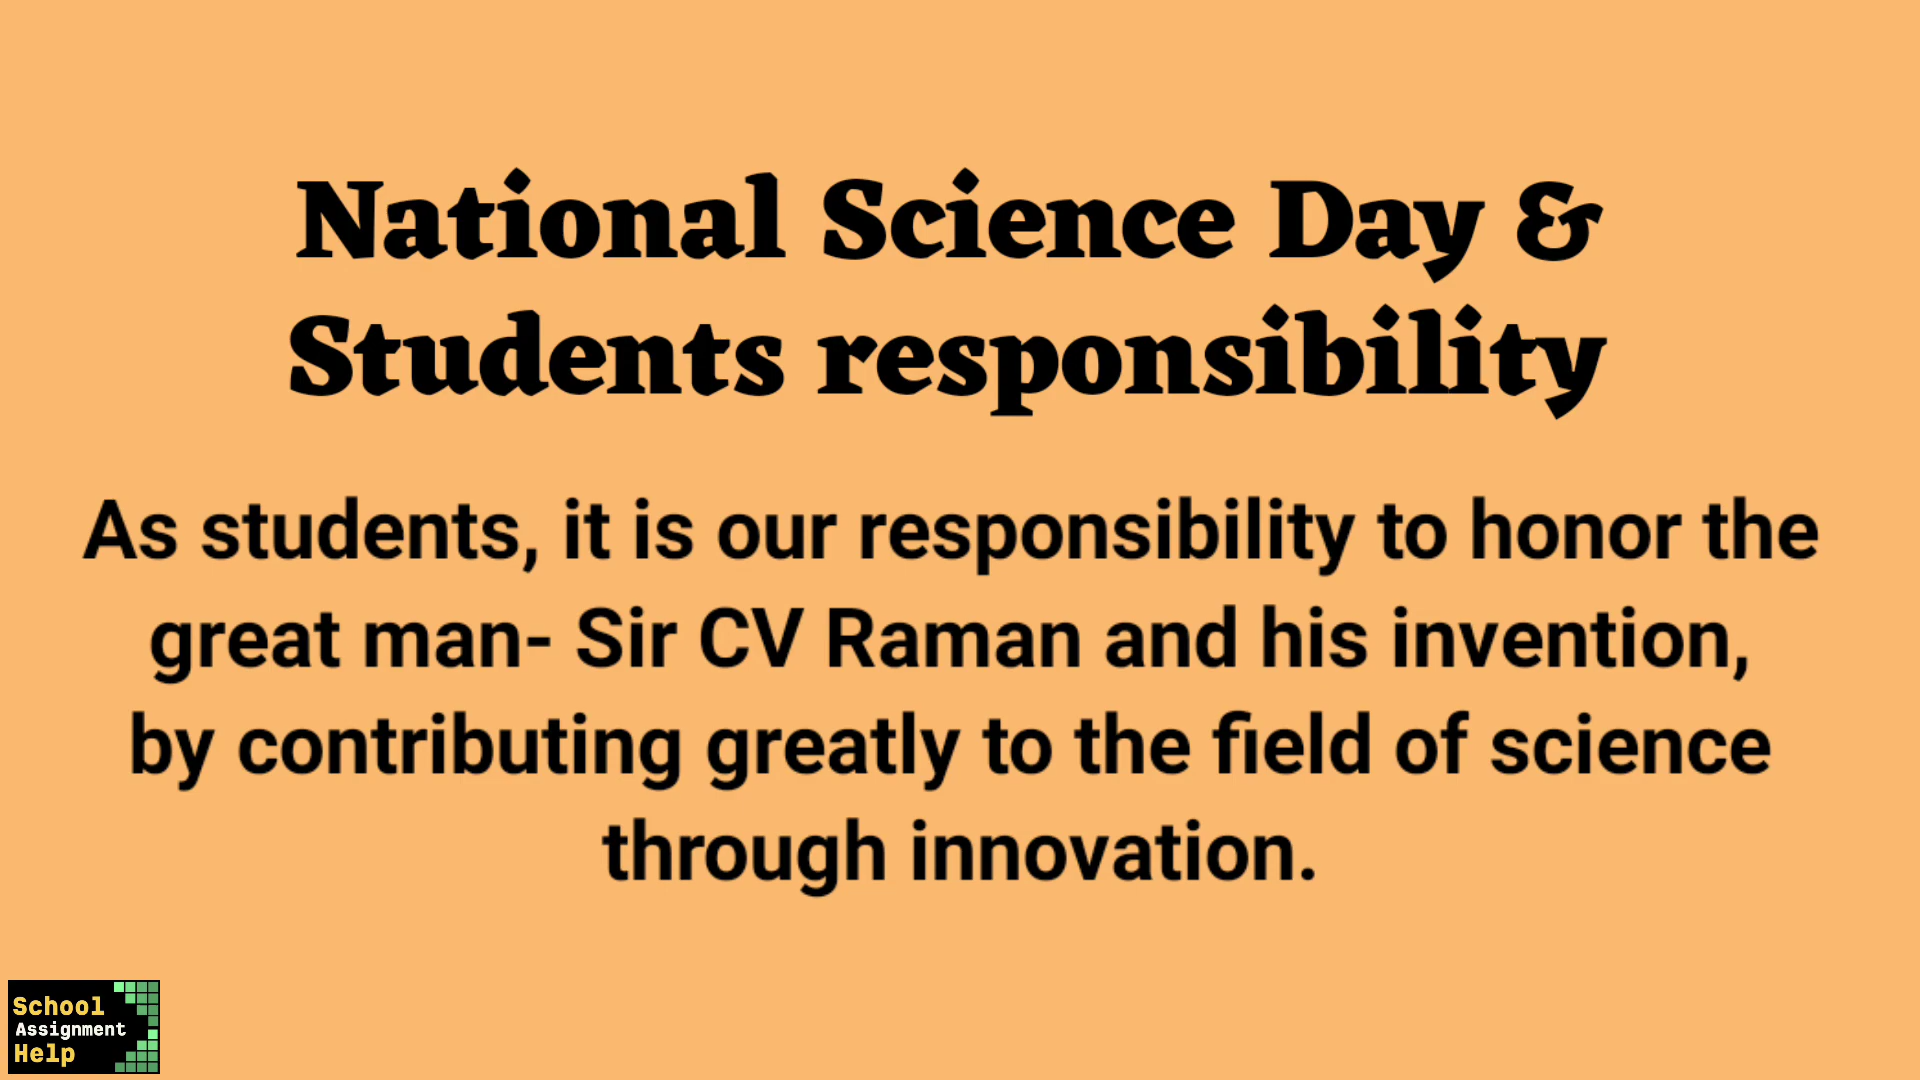 National Science Day &
Students responsibility
As students, it is our responsibility to honor the
great man- Sir CV Raman and his invention,
by contributing greatly to the field of science
through innovation.
School
Assignment
Help